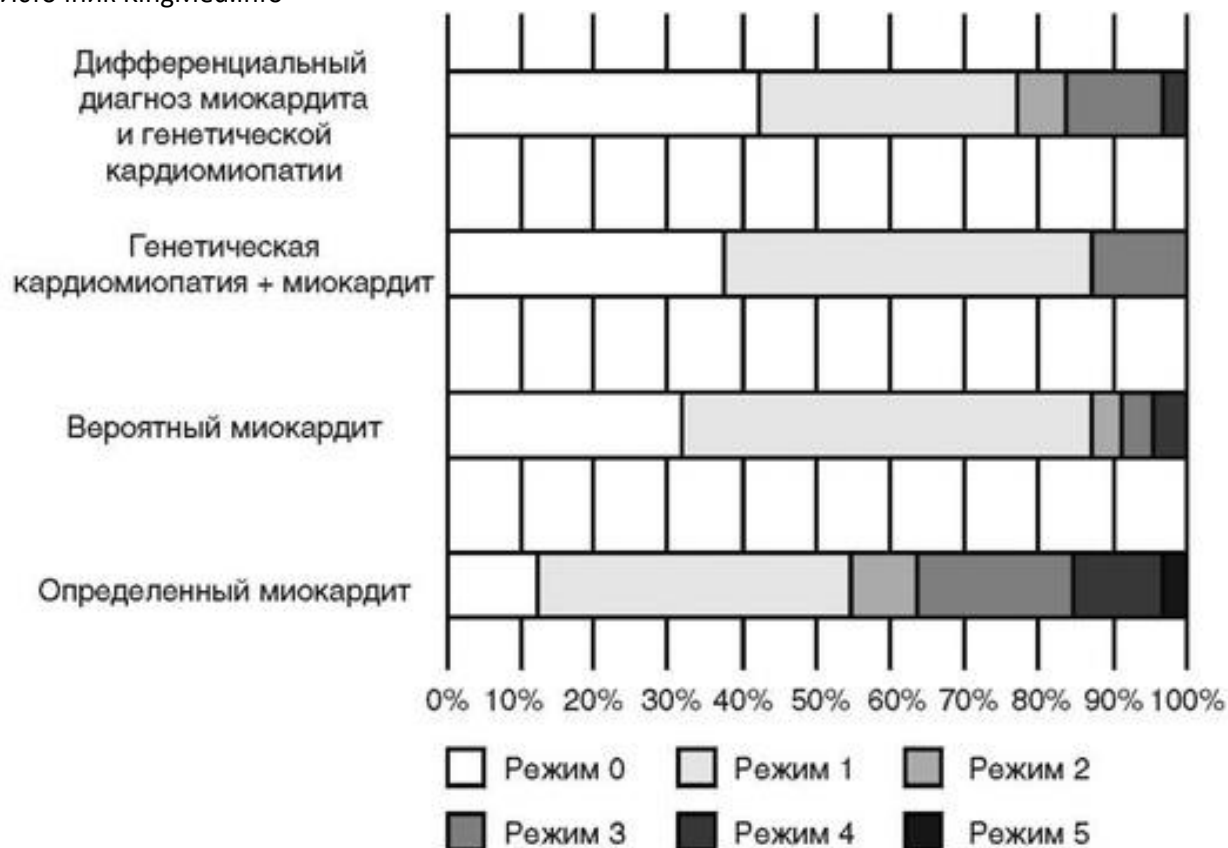 Дифференциальный
диагноз миокардита
и генетической
кардиомиопатии
Генетическая
кардиомиопатия + миокардит
Вероятный миокардит
Определенный миокардит
0% 10% 20% 30% 40% 50% 60% 70% 80% 90% 100%
Режим 0 Режим 1 Режим 2
Режим 3 Режим 4 Режим 5